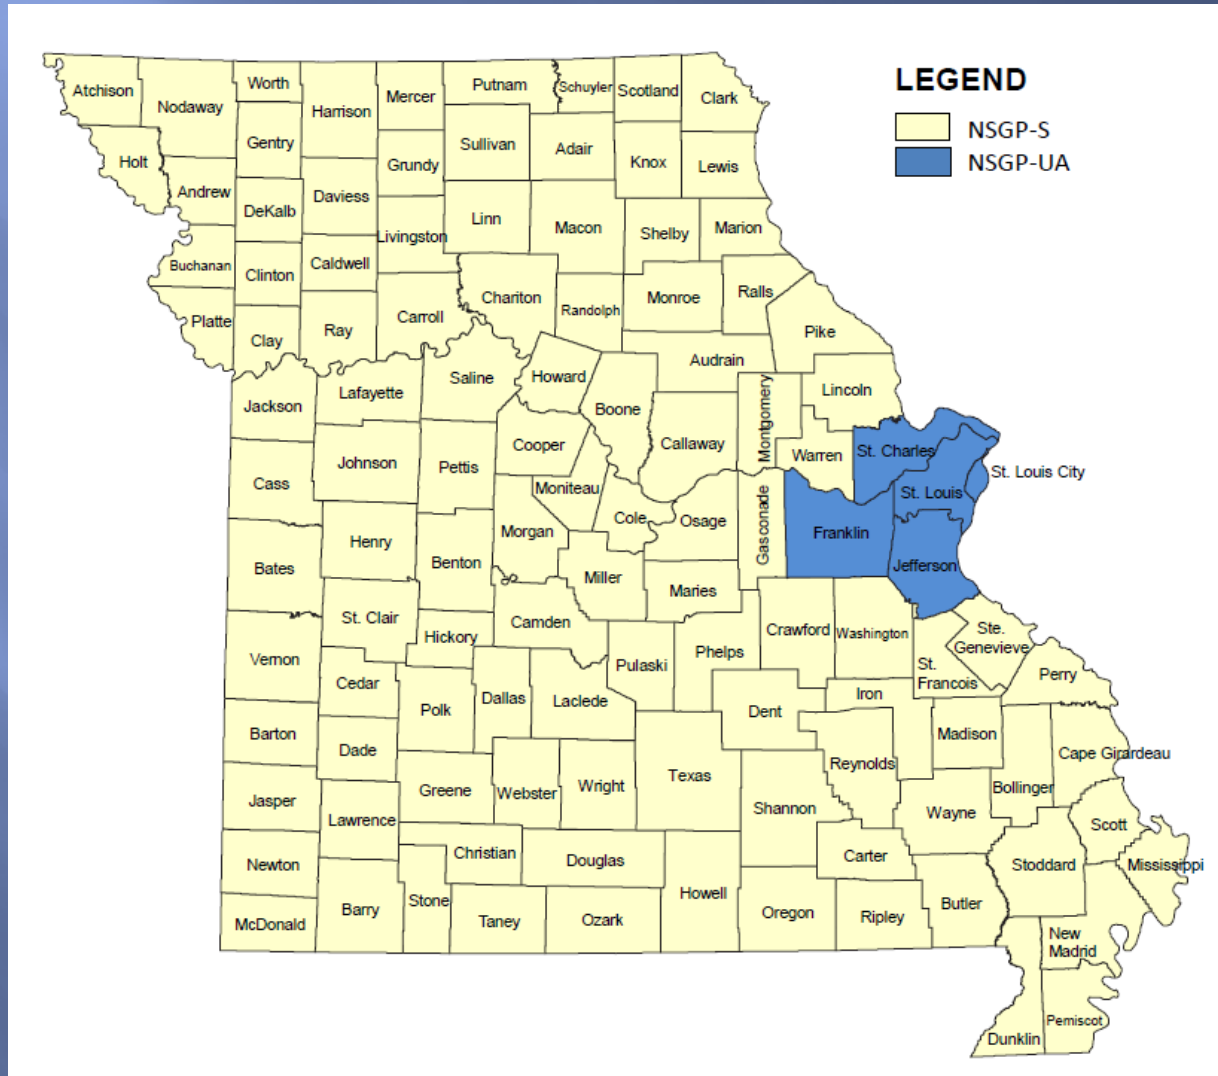 LEGEND
NSGP-S
NSGP-UA
Atchison
Nodaway
Worth
Harrison
Mercer
Putnam
Schuyler
Scotland
Clark
Holt
Andrew
Gentry
DeKalb
Daviess
Grundy
Sullivan
Adair
Knox
Lewis
Livingston
Linn
Macon
Shelby
Marion
Buchanan
Clinton
Caldwell
Platte
Clay
Ray
Carroll
Chariton
Randolph
Monroe
Ralls
Pike
Audrain
Jackson
Lafayette
Saline
Howard
Boone
Callaway
Montgomery
Lincoln
Warren
St. Charles
St. Louis City
St. Louis
Cass
Johnson
Pettis
Cooper
Moniteau
Cole
Osage
Gasconade
Franklin
Jefferson
Bates
Henry
Benton
Morgan
Miller
Maries
St. Clair
Hickory
Camden
Pulaski
Phelps
Crawford
Washington
Ste.
Genevieve
St.
Francois
Perry
Vernon
Cedar
Polk
Dallas
Laclede
Dent
Iron
Madison
Cape Girardeau
Barton
Dade
Greene
Webster
Wright
Texas
Reynolds
Bollinger
Jasper
Lawrence
Shannon
Wayne
Scott
Newton
Christian
Douglas
Carter
Stoddard
Mississippi
McDonald
Barry
Stone
Taney
Ozark
Howell
Oregon
Ripley
Butler
New
Madrid
Dunklin
Pemiscot